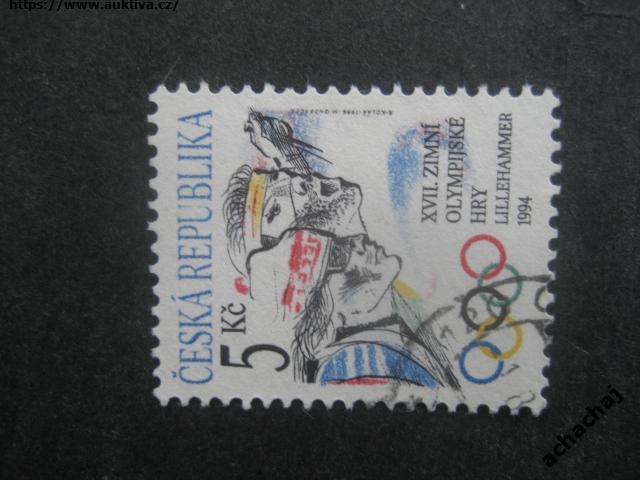 https://www.auktiva.cz/
ČESKÁ REPUBLIKA
5 Kč
XVII. ZIMNÍ
OLYMPIJSKÉ
HRY
LILLEHAMMER
1994
achachaj